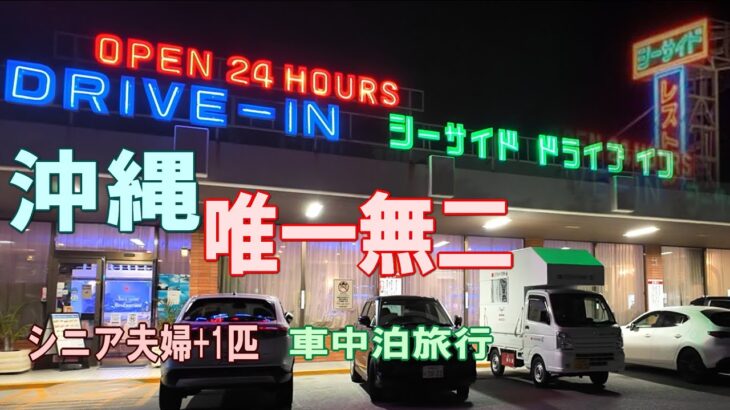 OPEN 24 HOURS
DRIVE-IN
シーサイド ドライブ イン
シーサイド
レスト
沖縄
唯一無二
シニア夫婦+1匹 車中泊旅行